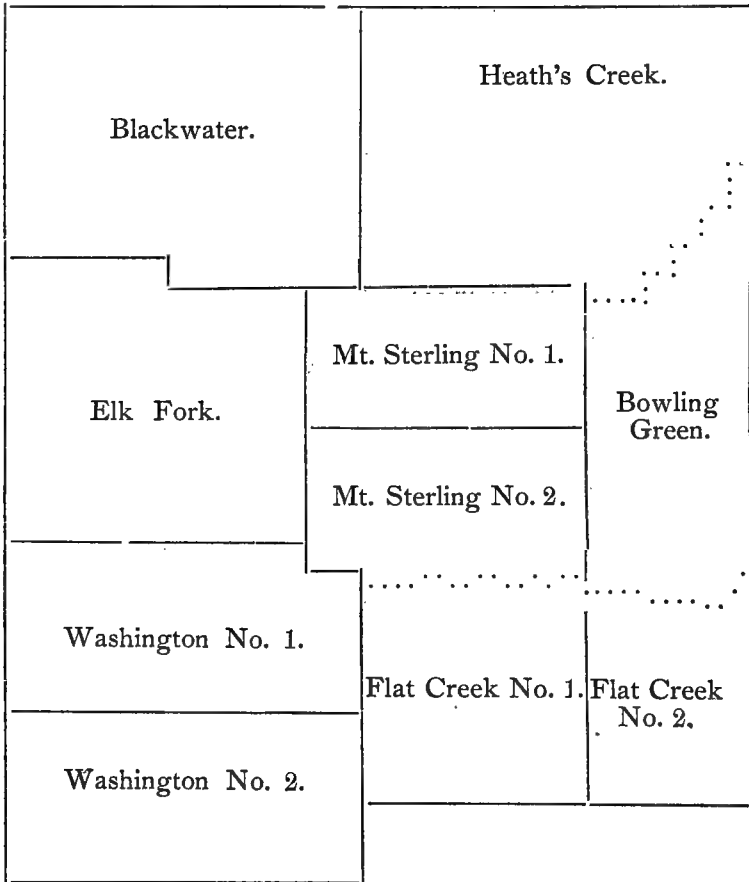 Heath's Creek.
Blackwater.
Mt. Sterling No. 1.
Elk Fork.
Bowling
Green.
Mt. Sterling No. 2.
Washington No. 1.
Flat Creek No. 1.
Flat Creek
No. 2.
Washington No. 2.